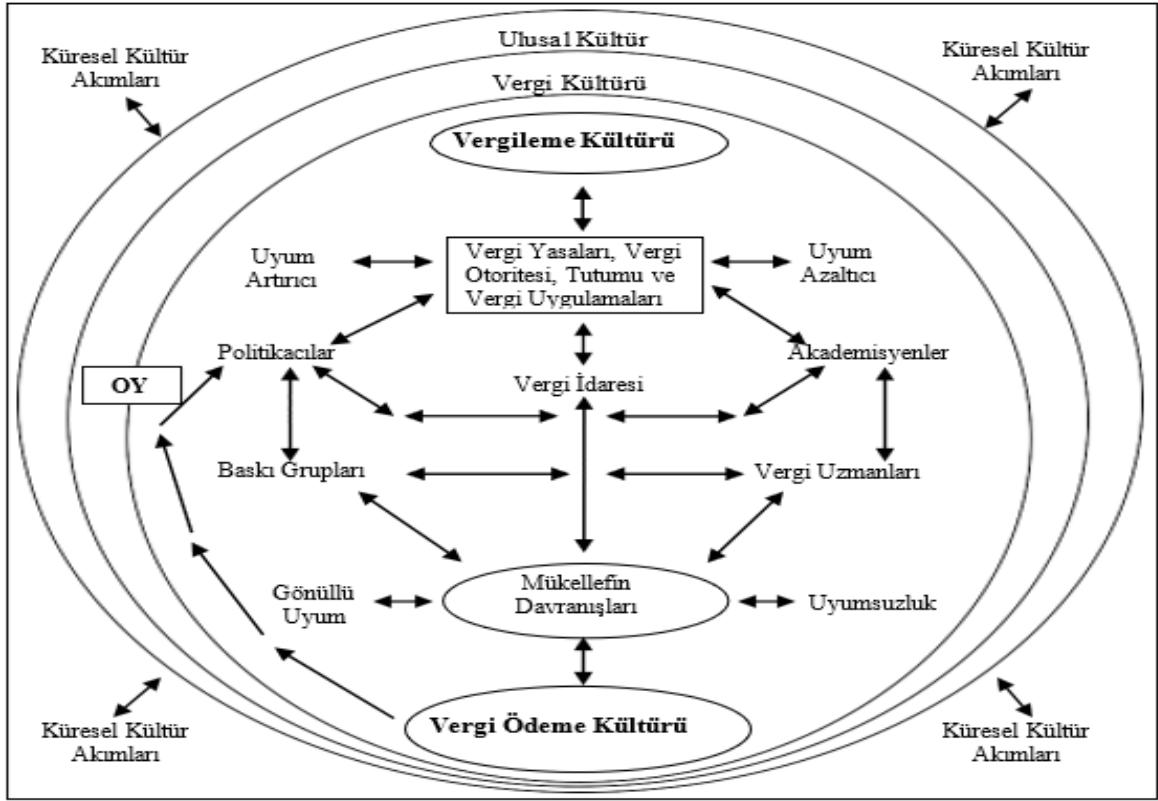 Ulusal Kültür
Küresel Kültür
Akımları
Küresel Kültür
Akımları
Vergi Kültürü
Vergileme Kültürü
Uyum
Artırıcı
Vergi Yasaları, Vergi
Otoritesi, Tutumu ve
Vergi Uygulamaları
Uyum
Azaltıcı
Politikacılar
Akademisyenler
OY
Vergi İdaresi
Baskı Grupları
Vergi Uzmanları
Gönüllü
Uyum
Mükellefin
Davranışları
Uyumsuzluk
Vergi Ödeme Kültürü
Küresel Kültür
Akımları
Küresel Kültür
Akımları